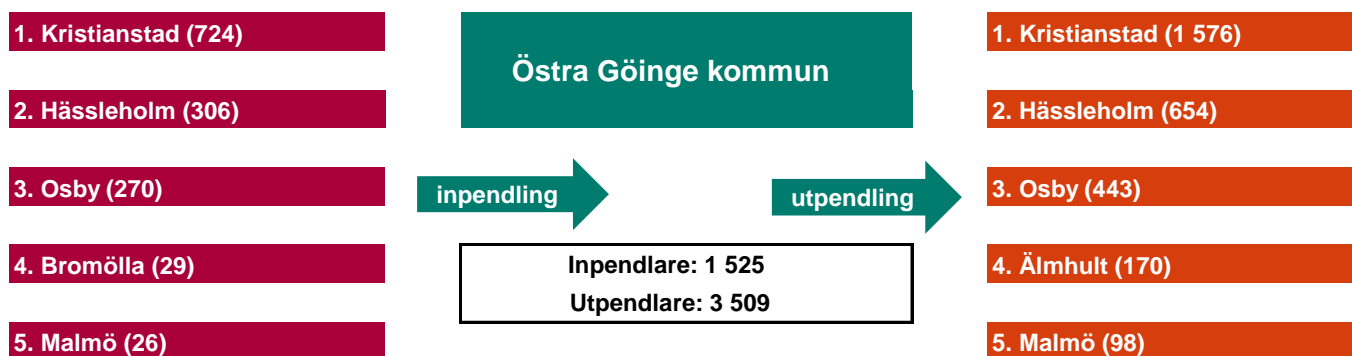 1. Kristianstad (724)
2. Hässleholm (306)
3. Osby (270)
4. Bromölla (29)
5. Malmö (26)
Östra Göinge kommun
inpendling
utpendling
Inpendlare: 1 525
Utpendlare: 3 509
1. Kristianstad (1 576)
2. Hässleholm (654)
3. Osby (443)
4. Älmhult (170)
5. Malmö (98)